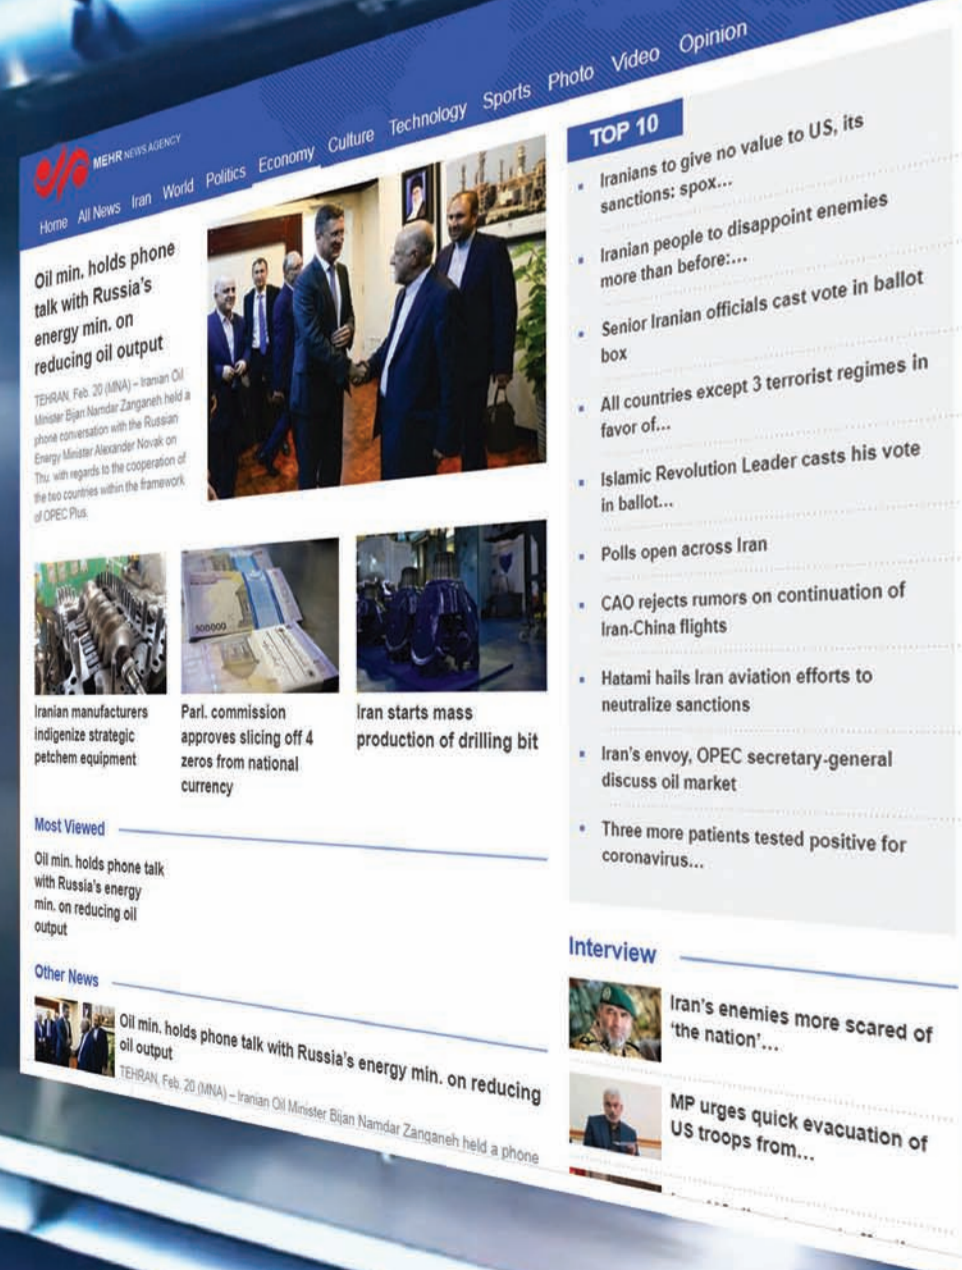 MEHR NEWS AGENCY
Home All News Iran World Politics Economy Culture Technology Sports Photo Video Opinion
Oil min. holds phone
talk with Russia's
energy min. on
reducing oil output
TEHRAN, Feb. 20 (MNA) – Iranian Oil
Minister Bijan Namdar Zanganeh held a
phone conversation with the Russian
Energy Minister Alexander Novak on
Thu. with regards to the cooperation of
the two countries within the framework
of OPEC Plus.
500000
Iranian manufacturers
indigenize strategic
petchem equipment
Parl. commission
approves slicing off 4
zeros from national
currency
Iran starts mass
production of drilling bit
Most Viewed
Oil min. holds phone talk
with Russia's energy
min. on reducing oil
output
Other News
Oil min. holds phone talk with Russia's energy min. on reducing
oil output
TEHRAN, Feb. 20 (MNA) – Iranian Oil Minister Bijan Namdar Zanganeh held a phone
TOP 10
Iranians to give no value to US, its
sanctions: spox...
Iranian people to disappoint enemies
more than before:...
Senior Iranian officials cast vote in ballot
box
All countries except 3 terrorist regimes in
favor of...
Islamic Revolution Leader casts his vote
in ballot...
Polls open across Iran
CAO rejects rumors on continuation of
Iran-China flights
Hatami hails Iran aviation efforts to
neutralize sanctions
Iran's envoy, OPEC secretary-general
discuss oil market
Three more patients tested positive for
coronavirus...
Interview
Iran's enemies more scared of
'the nation'...
MP urges quick evacuation of
US troops from...